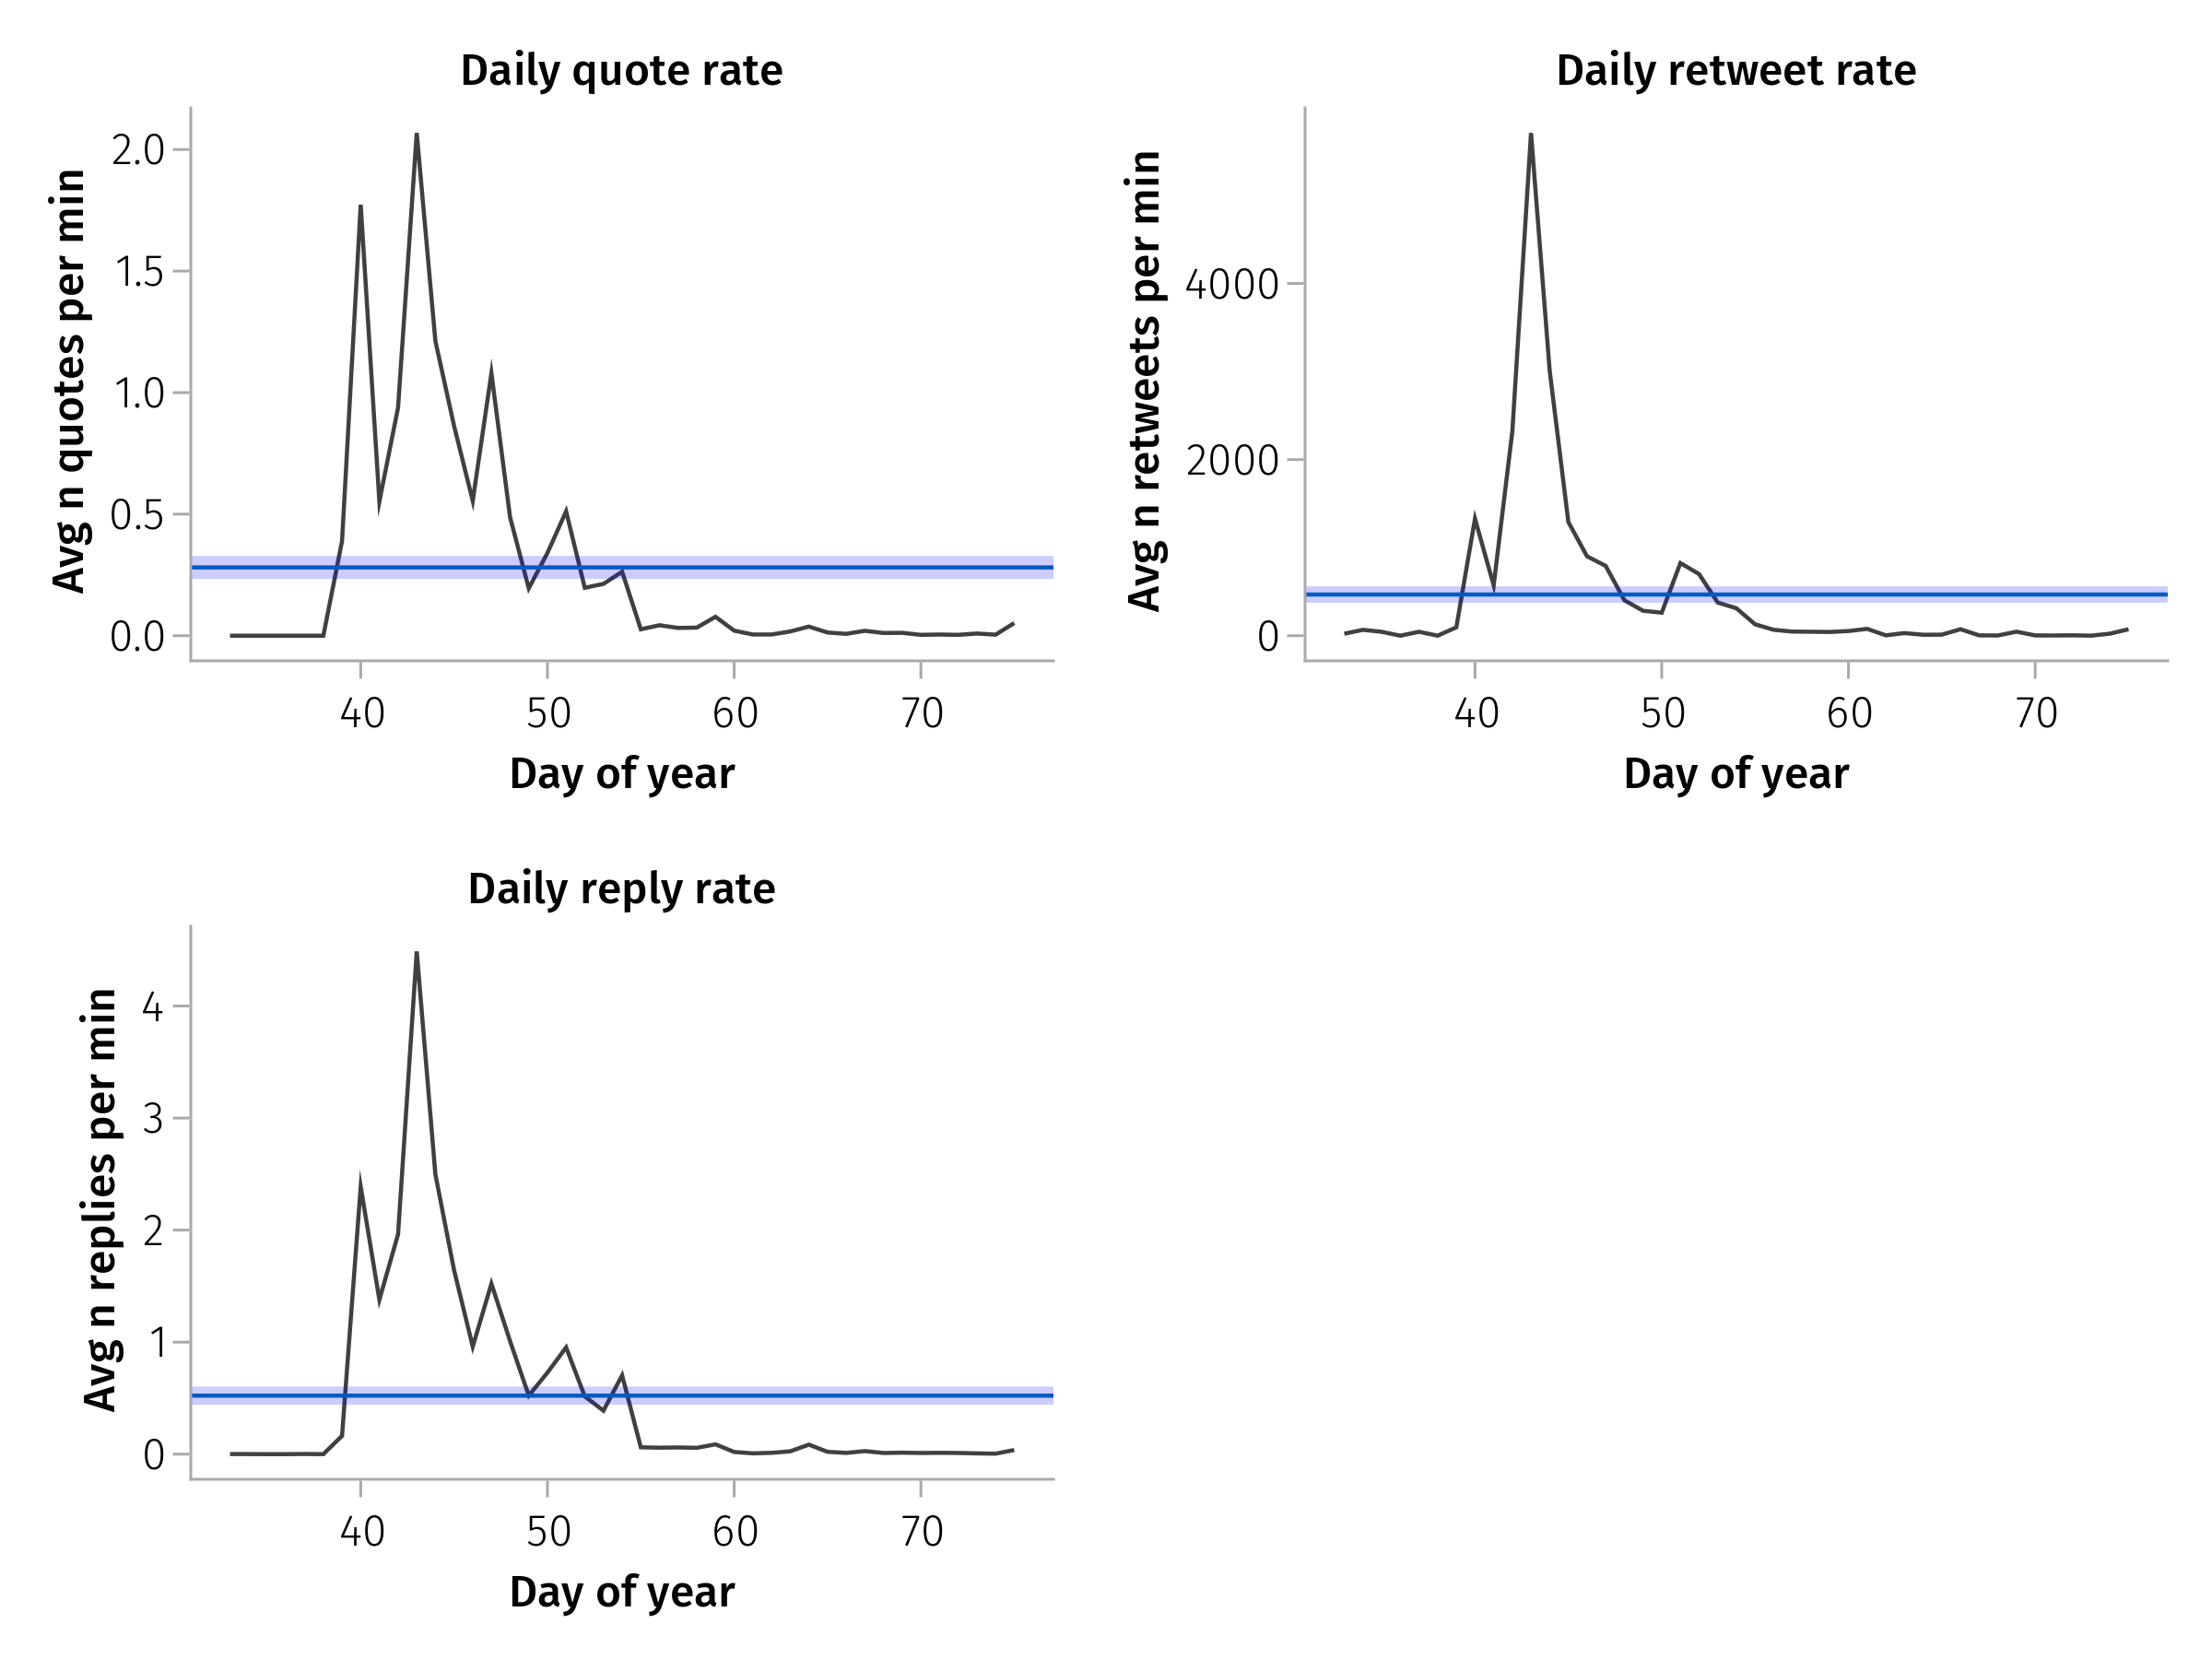 Daily quote rate
Avg n quotes per min
2.0
1.5
1.0
0.5
0.0
40 50 60 70
Day of year
Daily retweet rate
Avg n retweets per min
4000
2000
0
40 50 60 70
Day of year
Daily reply rate
Avg n replies per min
4
3
2
1
0
40 50 60 70
Day of year